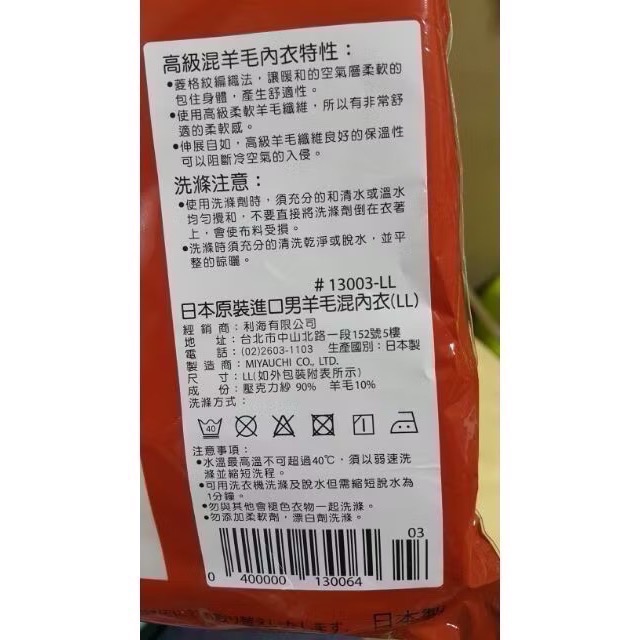 高級混羊毛內衣特性：
•菱格紋編織法，讓暖和的空氣層柔軟的
包住身體，產生舒適性。
•使用高級柔軟羊毛纖維，所以有非常舒
適的柔軟感。
•伸展自如，高級羊毛纖維良好的保溫性
可以阻斷冷空氣的入侵。
洗滌注意：
•使用洗滌劑時，須充分的和清水或溫水
均勻攪和，不要直接將洗滌劑倒在衣著
上，會使布料受損。
•洗滌時須充分的清洗乾淨或脫水，並平
整的晾曬。
#13003-LL
日本原裝進口男羊毛混內衣(LL)
經銷商：利海有限公司
地址：台北市中山北路一段152號5樓
電話：(02)2603-1103 生產國別：日本製
製造商：MIYAUCHI CO., LTD.
尺寸：LL(如外包裝附表所示)
成份：壓克力紗 90% 羊毛10%
洗滌方式：
40
注意事項：
•水溫最高溫不可超過40℃，須以弱速洗
滌並縮短洗程。
•可用洗衣機洗滌及脫水但需縮短脫水為
1分鐘。
•勿與其他會褪色衣物一起洗滌。
•勿添加柔軟劑，漂白劑洗滌。
03
0 400000 130064
日本製